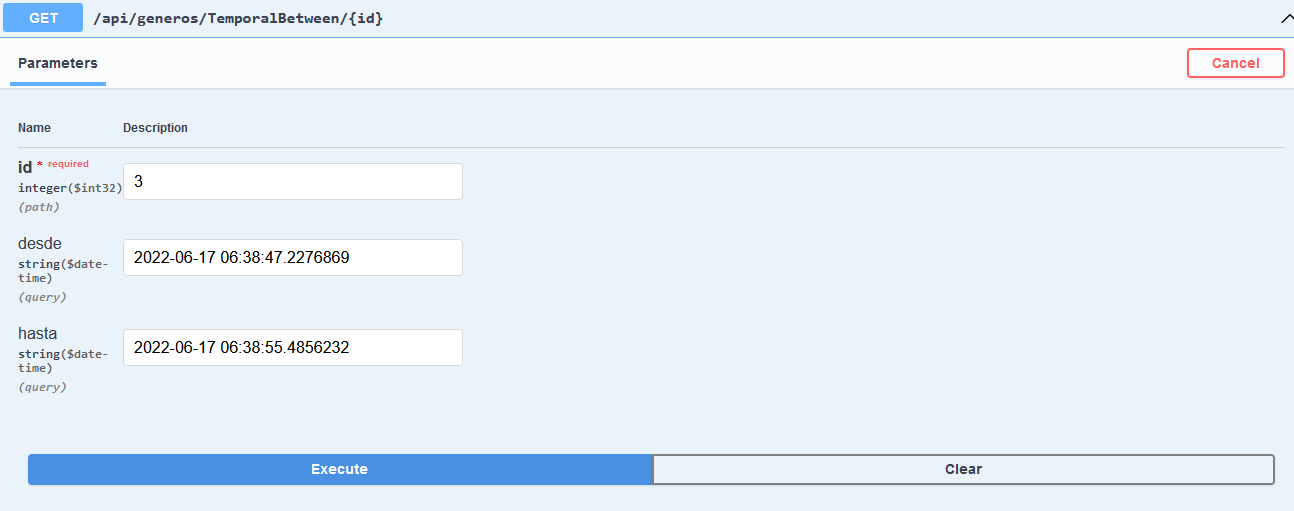 GET /api/generos/TemporalBetween/{id}
Parameters
Cancel
Name Description
id * required
integer($int32)
(path)
3
desde
string($date-
time)
(query)
2022-06-17 06:38:47.2276869
hasta
string($date-
time)
(query)
2022-06-17 06:38:55.4856232
Execute
Clear